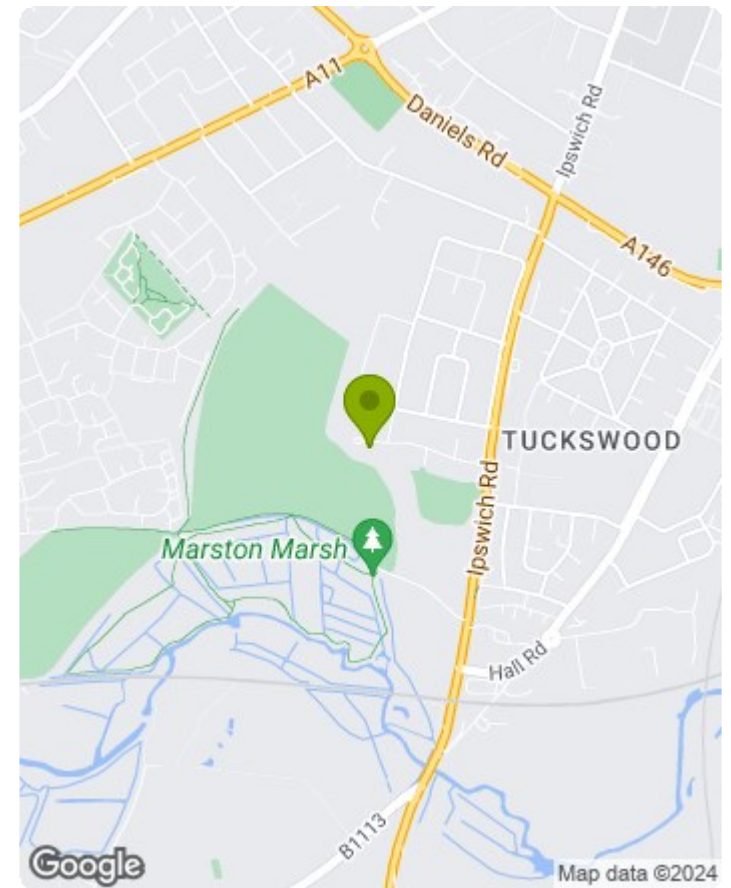 A11
Daniels Rd
Ipswich Rd
A146
TUCKSWOOD
Ipswich Rd
Marston Marsh
Hall Rd
B1113
Google
Map data ©2024